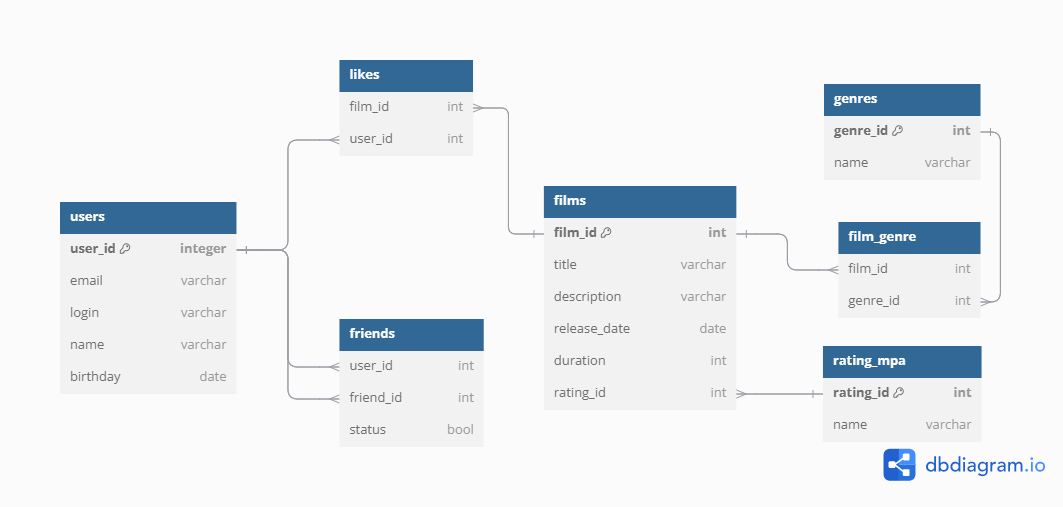 likes
film_id int
user_id int
users
user_id integer
email varchar
login varchar
name varchar
birthday date
friends
user_id int
friend_id int
status bool
films
film_id int
title varchar
description varchar
release_date date
duration int
rating_id int
genres
genre_id int
name varchar
film_genre
film_id int
genre_id int
rating_mpa
rating_id int
name varchar
dbdiagram.io